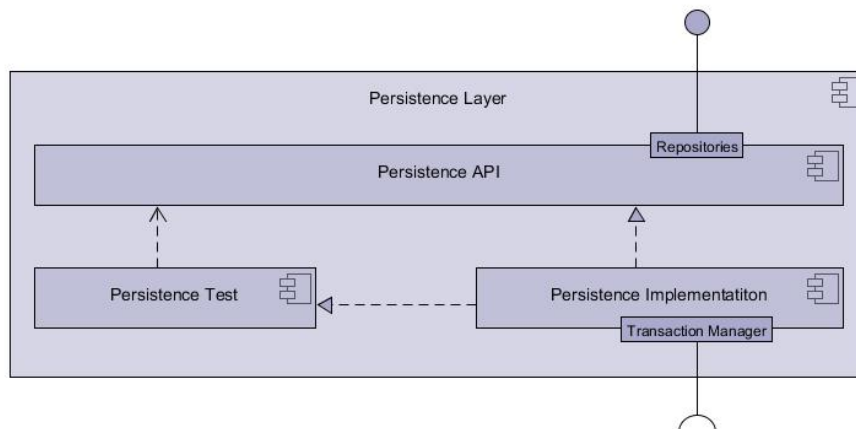 Persistence Layer
Repositories
Persistence API
Persistence Test
Persistence Implementatiton
Transaction Manager